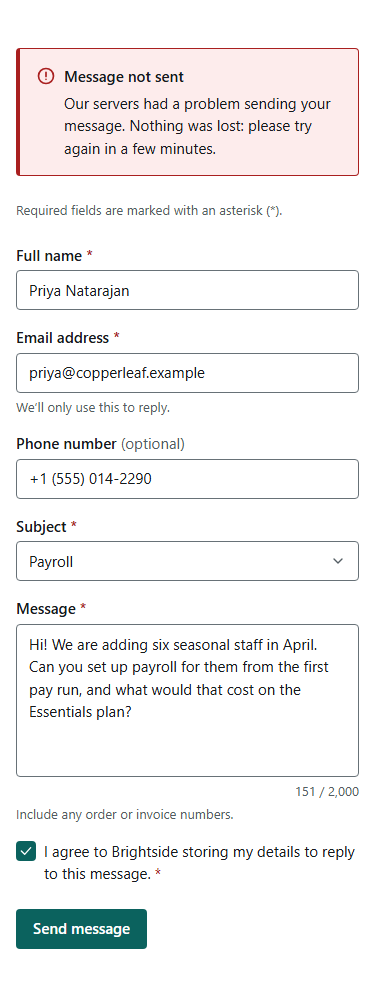 Message not sent
Our servers had a problem sending your
message. Nothing was lost: please try
again in a few minutes.
Required fields are marked with an asterisk (*).
Full name *
Priya Natarajan
Email address *
priya@copperleaf.example
We'll only use this to reply.
Phone number (optional)
+1 (555) 014-2290
Subject *
Payroll
Message *
Hi! We are adding six seasonal staff in April.
Can you set up payroll for them from the first
pay run, and what would that cost on the
Essentials plan?
151 / 2,000
Include any order or invoice numbers.
I agree to Brightside storing my details to reply
to this message. *
Send message